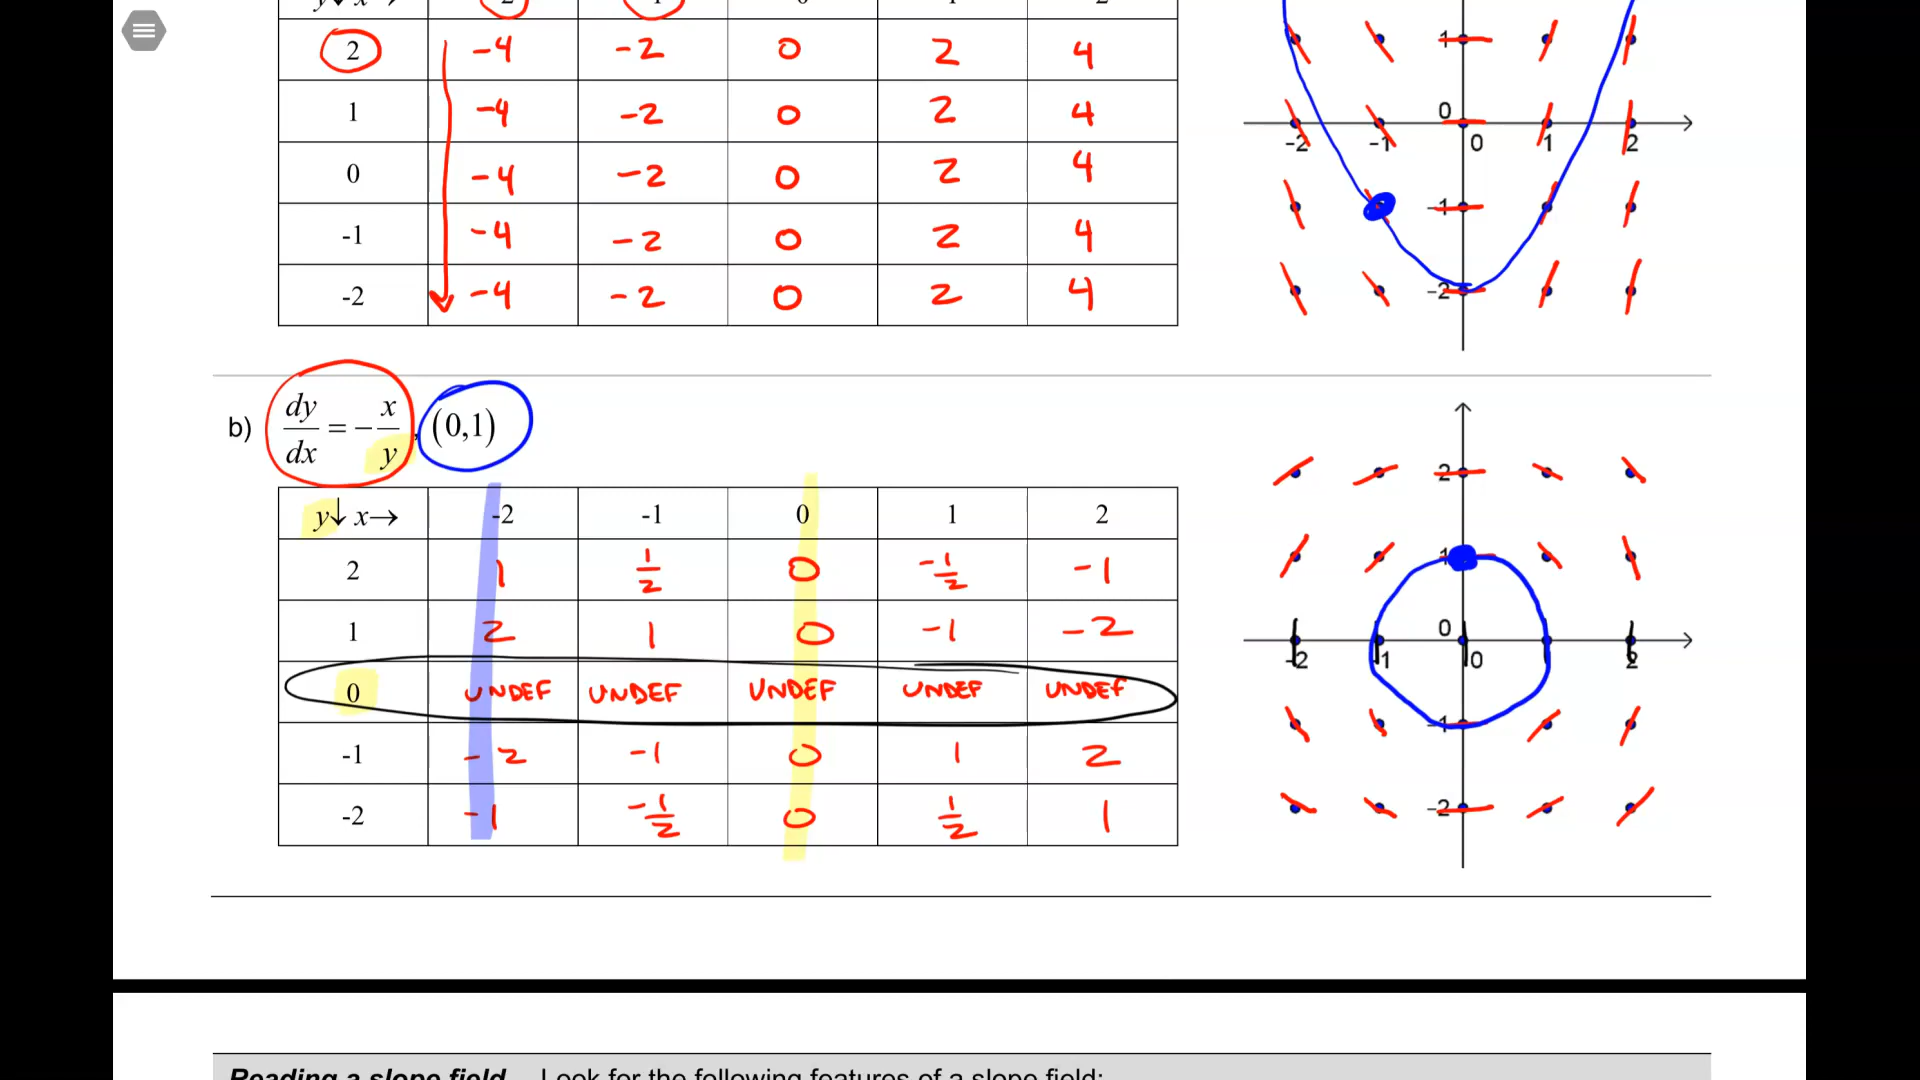 y↓ x→ -2 -1 0 1 2
2 -4 -2 0 2 4
1 -4 -2 0 2 4
0 -4 -2 0 2 4
-1 -4 -2 0 2 4
-2 -4 -2 0 2 4
1
0
-2 -1 0 1 2
-1
-2
b) dy/dx = -x/y, (0,1)
y↓ x→ -2 -1 0 1 2
2 1 1/2 0 -1/2 -1
1 2 1 0 -1 -2
0 UNDEF UNDEF UNDEF UNDEF UNDEF
-1 -2 -1 0 1 2
-2 -1 -1/2 0 1/2 1
2
1
0
-2 -1 0 2
-1
-2
Reading a slope field Look for the following features of a slope field: